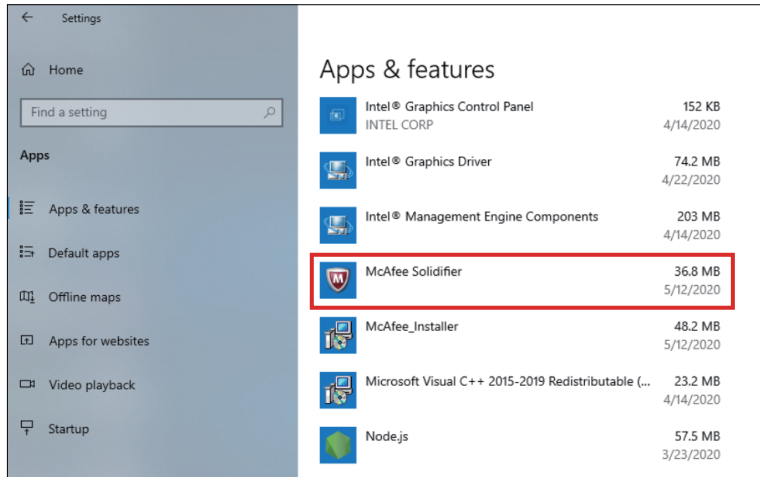 Settings
Home
Find a setting
Apps
Apps & features
Default apps
Offline maps
Apps for websites
Video playback
Startup
Apps & features
Intel® Graphics Control Panel 152 KB
INTEL CORP 4/14/2020
Intel® Graphics Driver 74.2 MB
4/22/2020
Intel® Management Engine Components 203 MB
4/14/2020
McAfee Solidifier 36.8 MB
5/12/2020
McAfee_Installer 48.2 MB
5/12/2020
Microsoft Visual C++ 2015-2019 Redistributable (... 23.2 MB
4/14/2020
Node.js 57.5 MB
3/23/2020